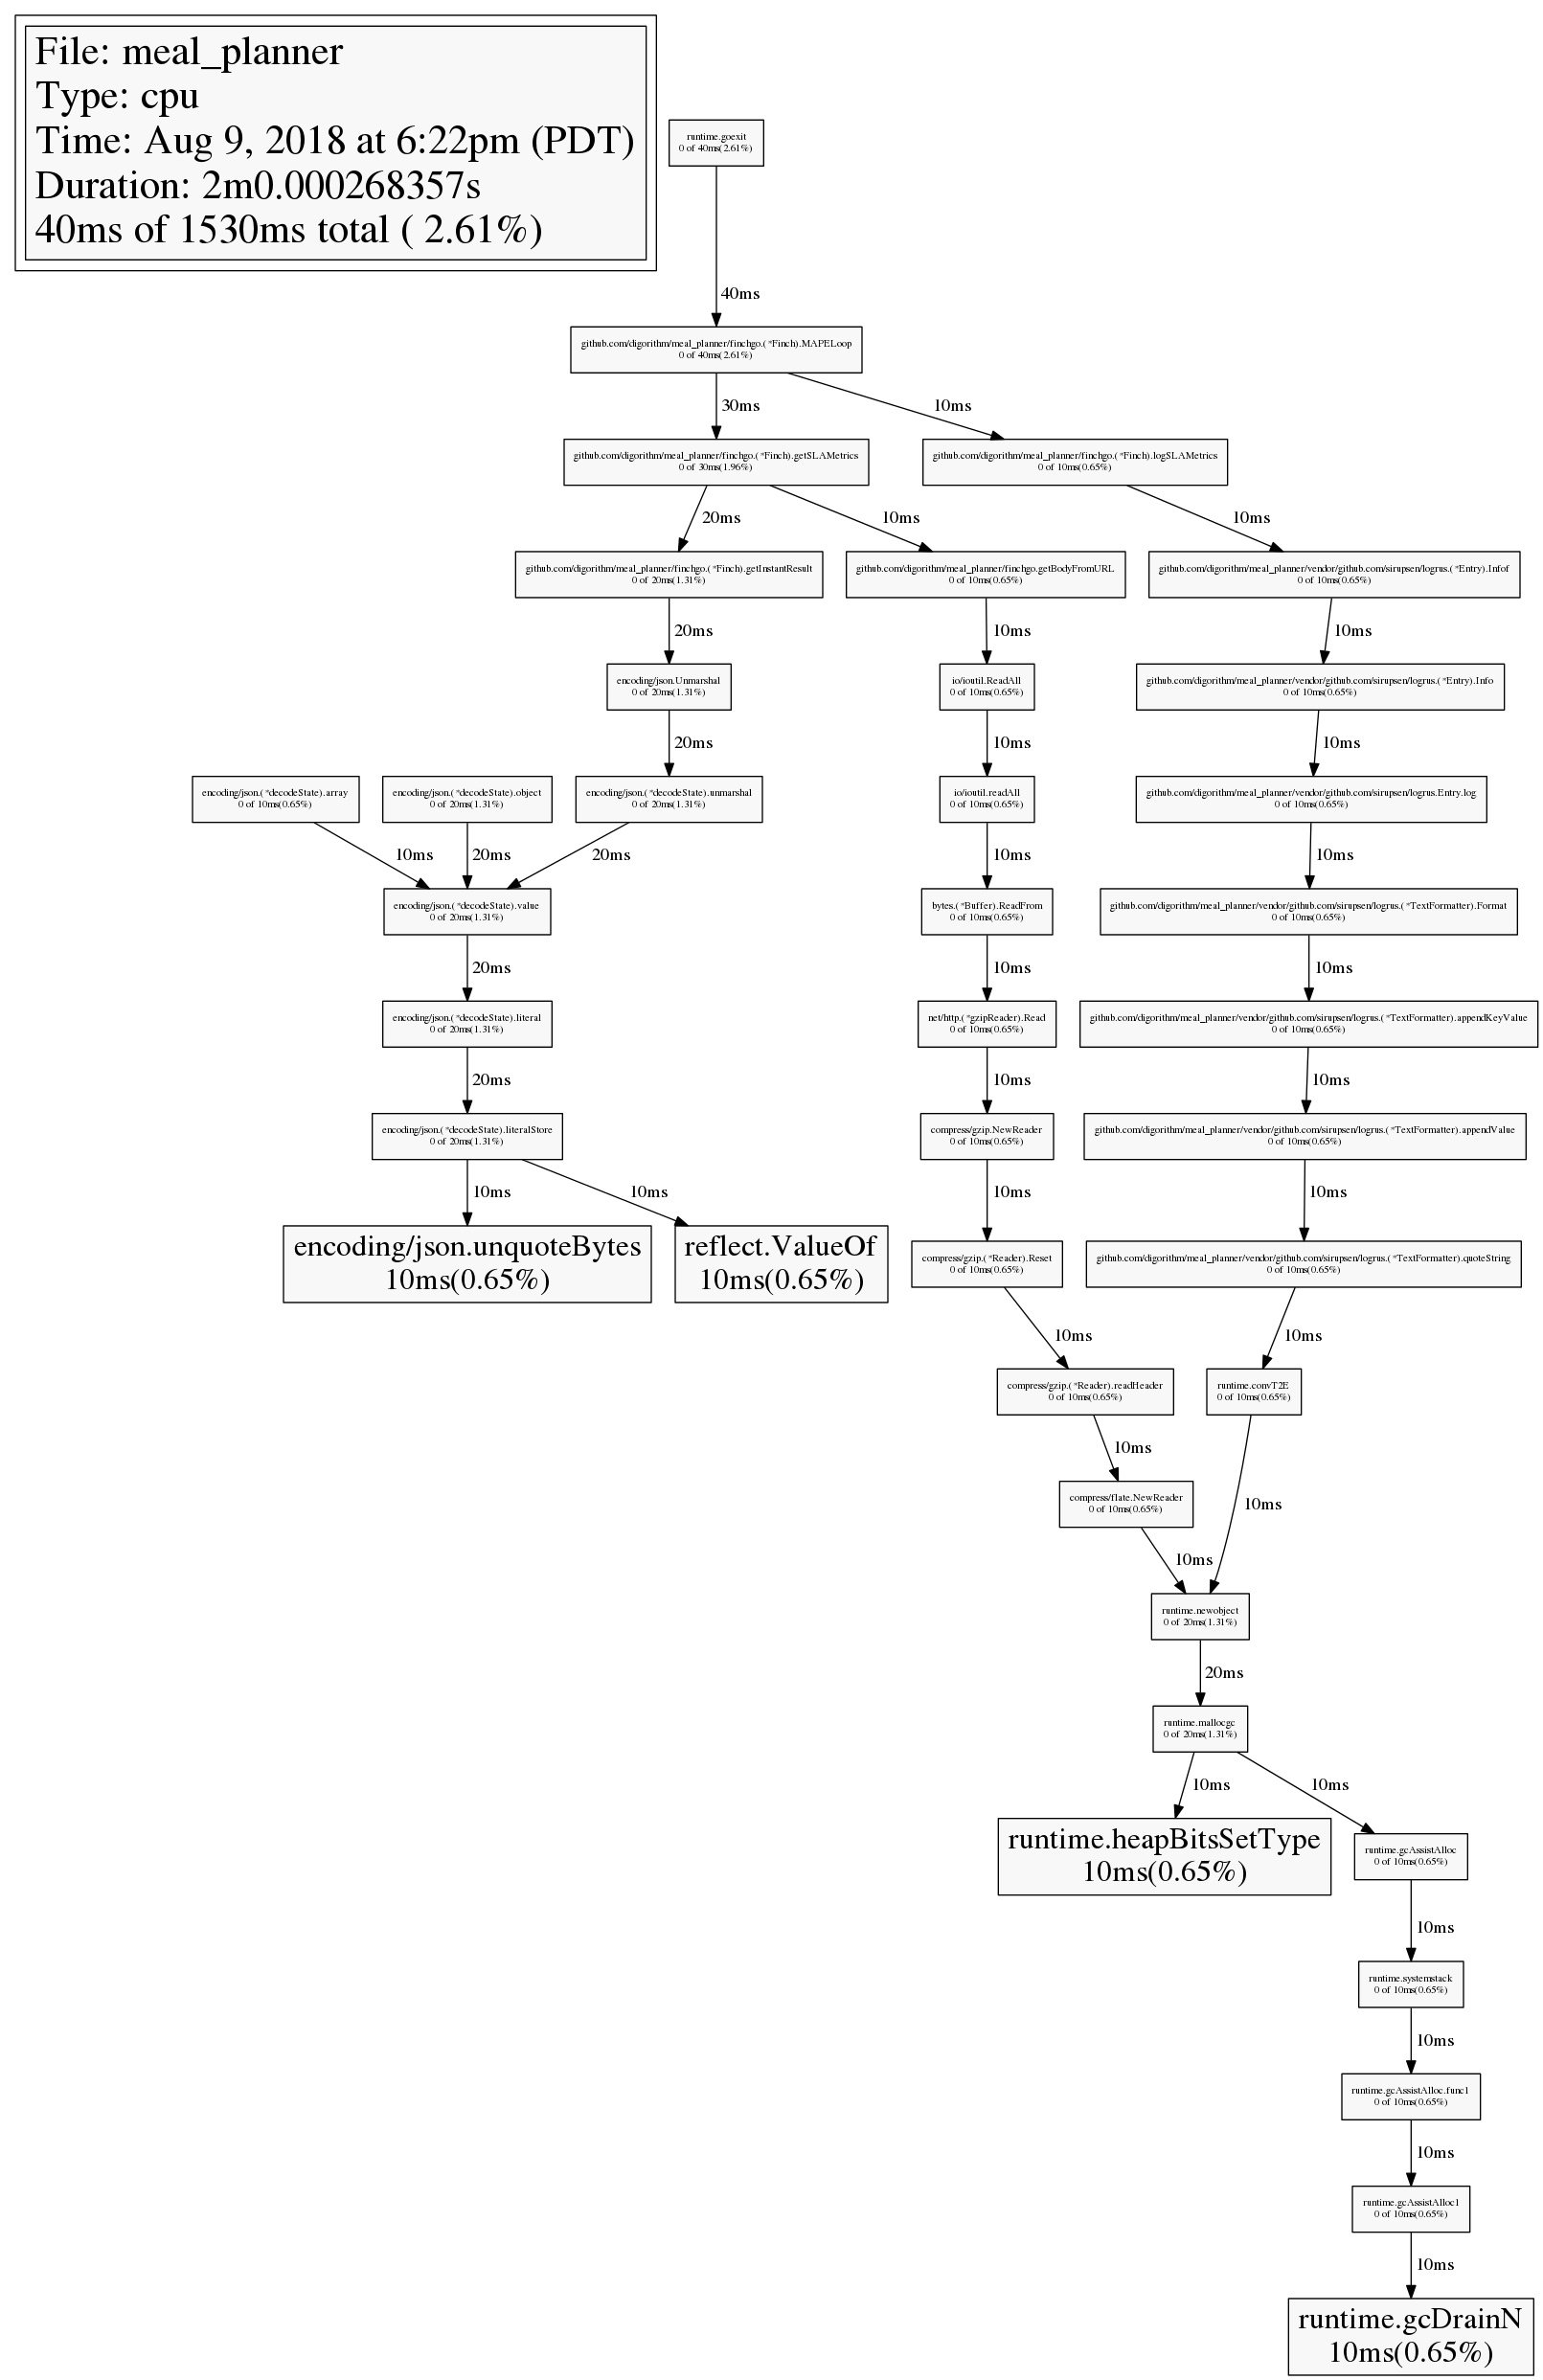 File: meal_planner
Type: cpu
Time: Aug 9, 2018 at 6:22pm (PDT)
Duration: 2m0.000268357s
40ms of 1530ms total ( 2.61%)
runtime.goexit
0 of 40ms(2.61%)
40ms
github.com/digorithm/meal_planner/finchgo.(*Finch).MAPELoop
0 of 40ms(2.61%)
30ms
10ms
github.com/digorithm/meal_planner/finchgo.(*Finch).getSLAMetrics
0 of 30ms(1.96%)
github.com/digorithm/meal_planner/finchgo.(*Finch).logSLAMetrics
0 of 10ms(0.65%)
20ms
10ms
10ms
github.com/digorithm/meal_planner/finchgo.(*Finch).getInstantResult
0 of 20ms(1.31%)
github.com/digorithm/meal_planner/finchgo.getBodyFromURL
0 of 10ms(0.65%)
github.com/digorithm/meal_planner/vendor/github.com/sirupsen/logrus.(*Entry).Infof
0 of 10ms(0.65%)
20ms
10ms
10ms
encoding/json.Unmarshal
0 of 20ms(1.31%)
io/ioutil.ReadAll
0 of 10ms(0.65%)
github.com/digorithm/meal_planner/vendor/github.com/sirupsen/logrus.(*Entry).Info
0 of 10ms(0.65%)
20ms
10ms
10ms
encoding/json.(*decodeState).array
0 of 10ms(0.65%)
encoding/json.(*decodeState).object
0 of 20ms(1.31%)
encoding/json.(*decodeState).unmarshal
0 of 20ms(1.31%)
io/ioutil.readAll
0 of 10ms(0.65%)
github.com/digorithm/meal_planner/vendor/github.com/sirupsen/logrus.Entry.log
0 of 10ms(0.65%)
10ms
20ms
20ms
10ms
10ms
encoding/json.(*decodeState).value
0 of 20ms(1.31%)
bytes.(*Buffer).ReadFrom
0 of 10ms(0.65%)
github.com/digorithm/meal_planner/vendor/github.com/sirupsen/logrus.(*TextFormatter).Format
0 of 10ms(0.65%)
20ms
10ms
10ms
encoding/json.(*decodeState).literal
0 of 20ms(1.31%)
net/http.(*gzipReader).Read
0 of 10ms(0.65%)
github.com/digorithm/meal_planner/vendor/github.com/sirupsen/logrus.(*TextFormatter).appendKeyValue
0 of 10ms(0.65%)
20ms
10ms
10ms
encoding/json.(*decodeState).literalStore
0 of 20ms(1.31%)
compress/gzip.NewReader
0 of 10ms(0.65%)
github.com/digorithm/meal_planner/vendor/github.com/sirupsen/logrus.(*TextFormatter).appendValue
0 of 10ms(0.65%)
10ms
10ms
10ms
10ms
encoding/json.unquoteBytes
10ms(0.65%)
reflect.ValueOf
10ms(0.65%)
compress/gzip.(*Reader).Reset
0 of 10ms(0.65%)
github.com/digorithm/meal_planner/vendor/github.com/sirupsen/logrus.(*TextFormatter).quoteString
0 of 10ms(0.65%)
10ms
10ms
compress/gzip.(*Reader).readHeader
0 of 10ms(0.65%)
runtime.convT2E
0 of 10ms(0.65%)
10ms
compress/flate.NewReader
0 of 10ms(0.65%)
10ms
10ms
runtime.newobject
0 of 20ms(1.31%)
20ms
runtime.mallocgc
0 of 20ms(1.31%)
10ms
10ms
runtime.heapBitsSetType
10ms(0.65%)
runtime.gcAssistAlloc
0 of 10ms(0.65%)
10ms
runtime.systemstack
0 of 10ms(0.65%)
10ms
runtime.gcAssistAlloc.func1
0 of 10ms(0.65%)
10ms
runtime.gcAssistAlloc1
0 of 10ms(0.65%)
10ms
runtime.gcDrainN
10ms(0.65%)